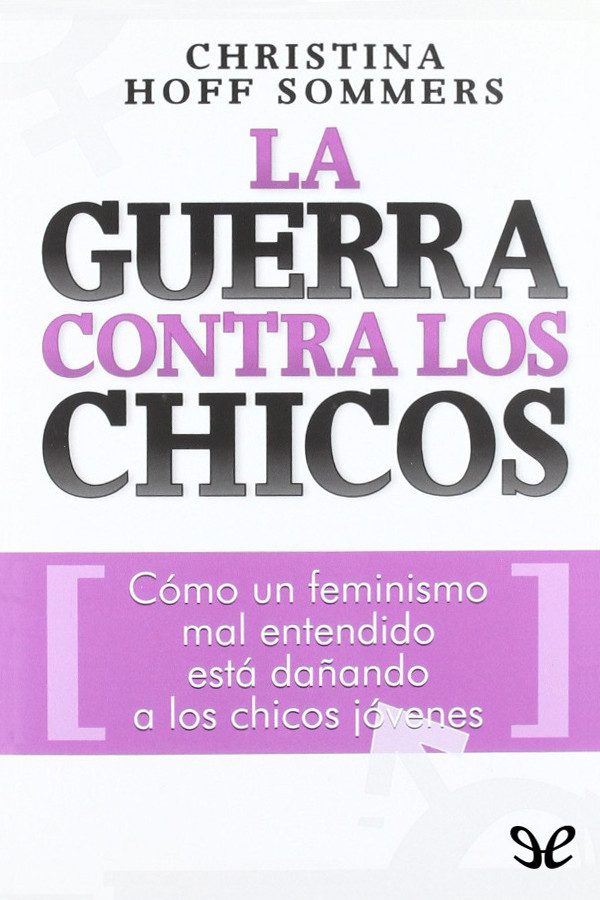 CHRISTINA
HOFF SOMMERS
LA
GUERRA
CONTRA LOS
CHICOS
Cómo un feminismo
mal entendido
está dañando
a los chicos jóvenes